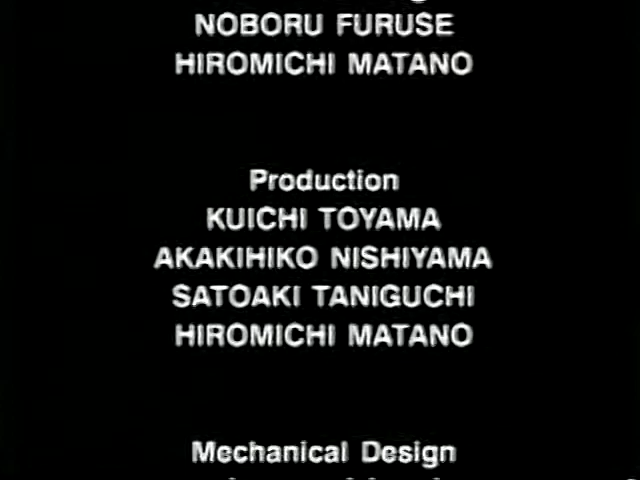 NOBORU FURUSE
HIROMICHI MATANO
Production
KUICHI TOYAMA
AKAKIHIKO NISHIYAMA
SATOAKI TANIGUCHI
HIROMICHI MATANO
Mechanical Design